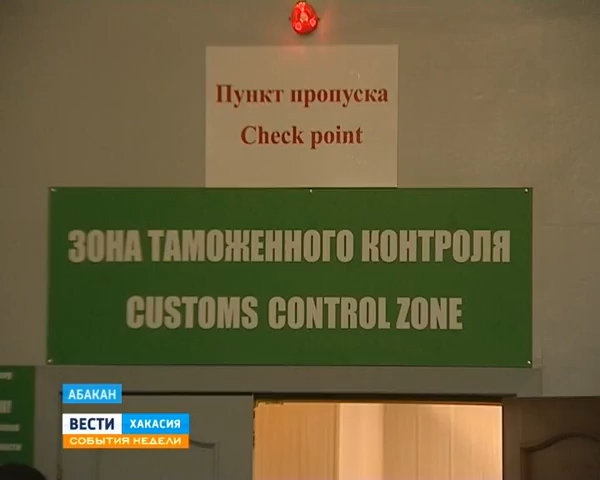 Пункт пропуска
Check point
ЗОНА ТАМОЖЕННОГО КОНТРОЛЯ
CUSTOMS CONTROL ZONE
АБАКАН
ВЕСТИ ХАКАСИЯ
СОБЫТИЯ НЕДЕЛИ